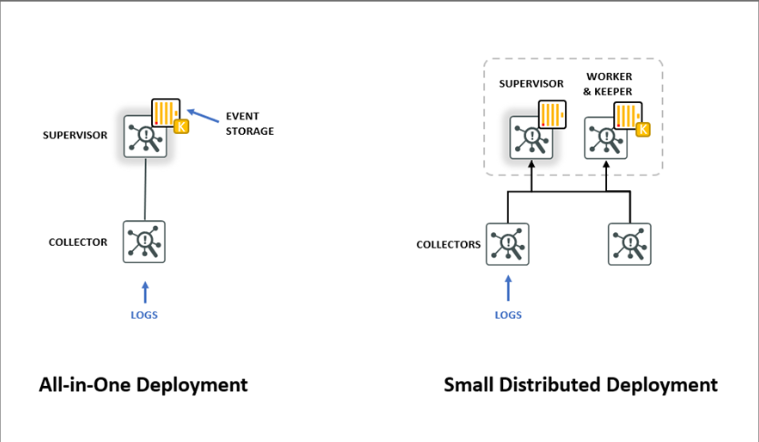 SUPERVISOR
K
EVENT
STORAGE
COLLECTOR
LOGS
All-in-One Deployment
SUPERVISOR
WORKER
& KEEPER
K
COLLECTORS
LOGS
Small Distributed Deployment